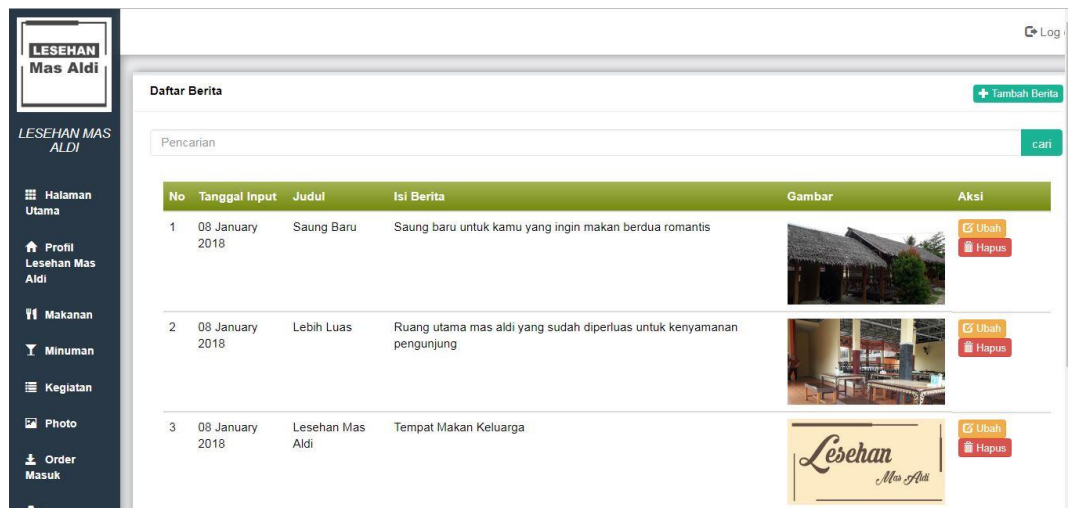 LESEHAN
Mas Aldi
LESEHAN MAS
ALDI
Halaman
Utama
Profil
Lesehan Mas
Aldi
Makanan
Minuman
Kegiatan
Photo
Order
Masuk
Log
Daftar Berita
Tambah Berita
Pencarian
cari
No Tanggal Input Judul Isi Berita Gambar Aksi
1 08 January Saung Baru Saung baru untuk kamu yang ingin makan berdua romantis Ubah
2018 Hapus
2 08 January Lebih Luas Ruang utama mas aldi yang sudah diperluas untuk kenyamanan Ubah
2018 pengunjung Hapus
3 08 January Lesehan Mas Tempat Makan Keluarga Ubah
2018 Aldi Hapus
Lesehan
Mas Aldi